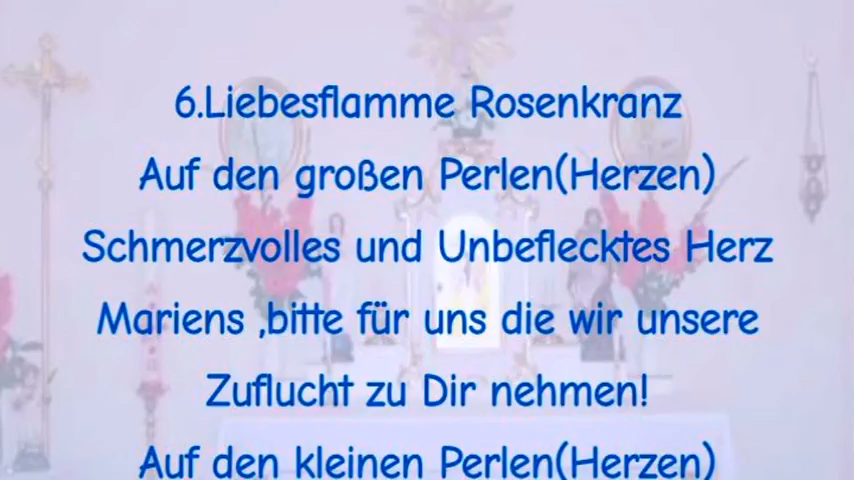 6.Liebesflamme Rosenkranz
Auf den großen Perlen(Herzen)
Schmerzvolles und Unbeflecktes Herz
Mariens ,bitte für uns die wir unsere
Zuflucht zu Dir nehmen!
Auf den kleinen Perlen(Herzen)